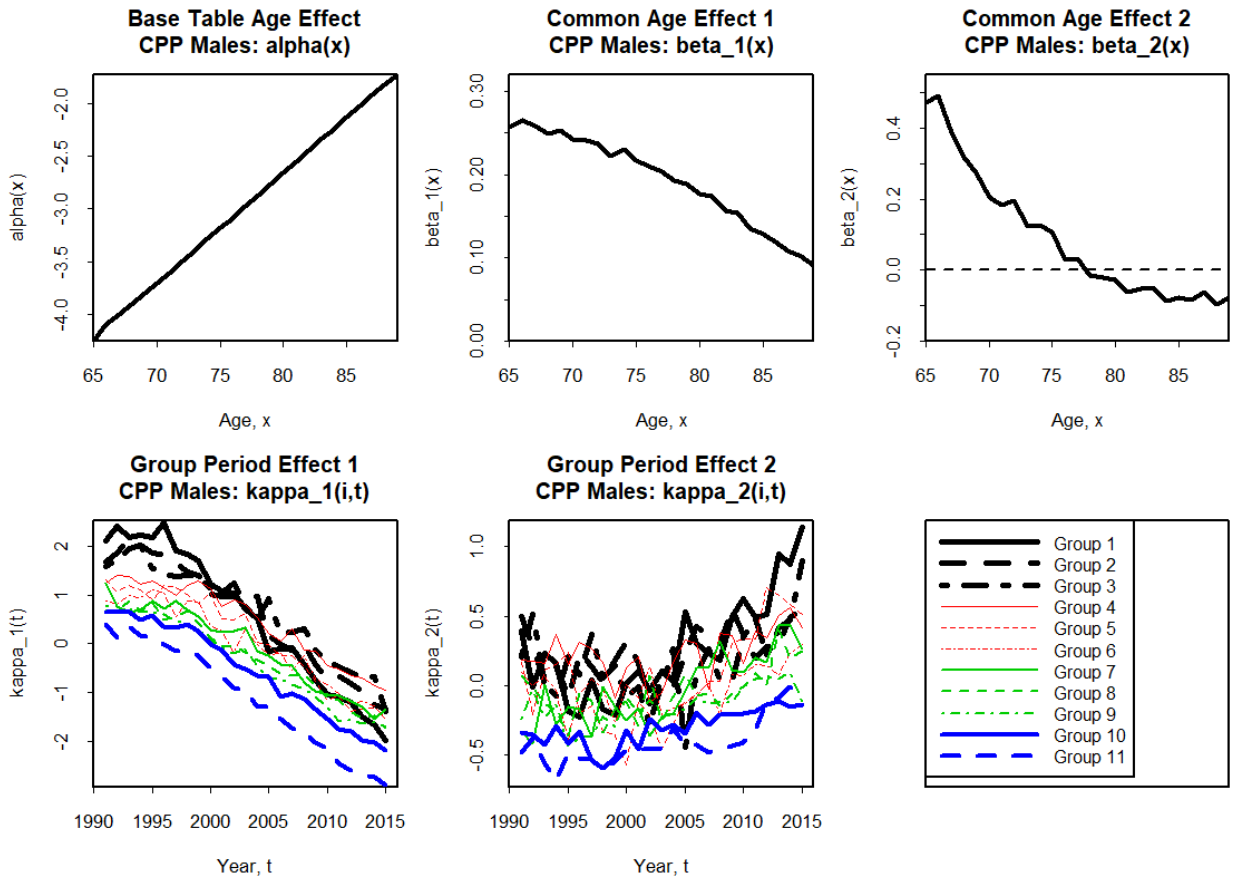 Base Table Age Effect
CPP Males: alpha(x)
alpha(x)
-2.0
-2.5
-3.0
-3.5
-4.0
65
70
75
80
85
Age, x
Common Age Effect 1
CPP Males: beta_1(x)
beta_1(x)
0.30
0.20
0.10
0.00
65
70
75
80
85
Age, x
Common Age Effect 2
CPP Males: beta_2(x)
beta_2(x)
0.4
0.2
0.0
-0.2
65
70
75
80
85
Age, x
Group Period Effect 1
CPP Males: kappa_1(i,t)
kappa_1(t)
2
1
0
-1
-2
1990
1995
2000
2005
2010
2015
Year, t
Group Period Effect 2
CPP Males: kappa_2(i,t)
kappa_2(t)
1.0
0.5
0.0
-0.5
1990
1995
2000
2005
2010
2015
Year, t
Group 1
Group 2
Group 3
Group 4
Group 5
Group 6
Group 7
Group 8
Group 9
Group 10
Group 11